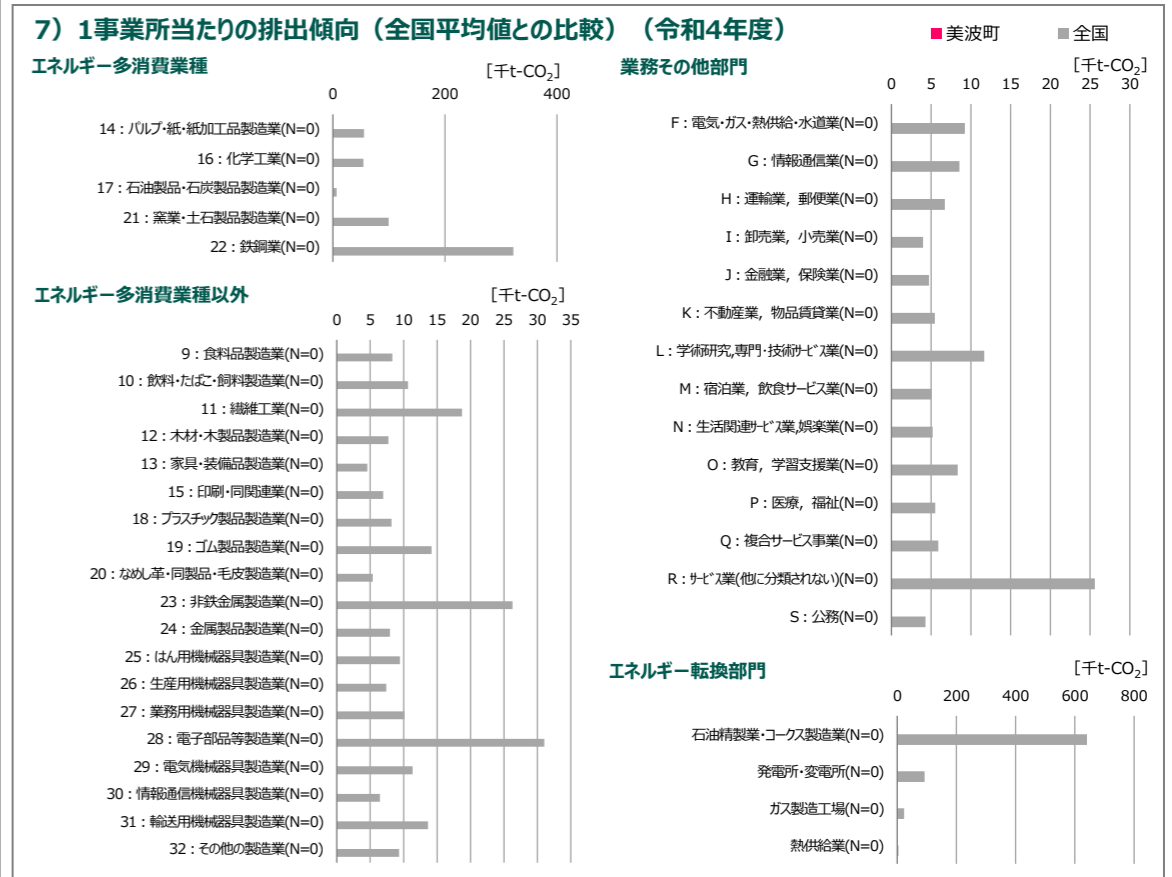 7）1事業所当たりの排出傾向（全国平均値との比較）（令和4年度）
■美波町 ■全国
エネルギー多消費業種
[千t-CO₂]
0 200 400
14：パルプ・紙・紙加工品製造業(N=0)
16：化学工業(N=0)
17：石油製品・石炭製品製造業(N=0)
21：窯業・土石製品製造業(N=0)
22：鉄鋼業(N=0)
エネルギー多消費業種以外
[千t-CO₂]
0 5 10 15 20 25 30 35
9：食料品製造業(N=0)
10：飲料・たばこ・飼料製造業(N=0)
11：繊維工業(N=0)
12：木材・木製品製造業(N=0)
13：家具・装備品製造業(N=0)
15：印刷・同関連業(N=0)
18：プラスチック製品製造業(N=0)
19：ゴム製品製造業(N=0)
20：なめし革・同製品・毛皮製造業(N=0)
23：非鉄金属製造業(N=0)
24：金属製品製造業(N=0)
25：はん用機械器具製造業(N=0)
26：生産用機械器具製造業(N=0)
27：業務用機械器具製造業(N=0)
28：電子部品等製造業(N=0)
29：電気機械器具製造業(N=0)
30：情報通信機械器具製造業(N=0)
31：輸送用機械器具製造業(N=0)
32：その他の製造業(N=0)
業務その他部門
[千t-CO₂]
0 5 10 15 20 25 30
F：電気・ガス・熱供給・水道業(N=0)
G：情報通信業(N=0)
H：運輸業，郵便業(N=0)
I：卸売業，小売業(N=0)
J：金融業，保険業(N=0)
K：不動産業，物品賃貸業(N=0)
L：学術研究,専門・技術サービス業(N=0)
M：宿泊業，飲食サービス業(N=0)
N：生活関連サービス業,娯楽業(N=0)
O：教育，学習支援業(N=0)
P：医療，福祉(N=0)
Q：複合サービス事業(N=0)
R：サービス業(他に分類されない)(N=0)
S：公務(N=0)
エネルギー転換部門
[千t-CO₂]
0 200 400 600 800
石油精製業・コークス製造業(N=0)
発電所・変電所(N=0)
ガス製造工場(N=0)
熱供給業(N=0)